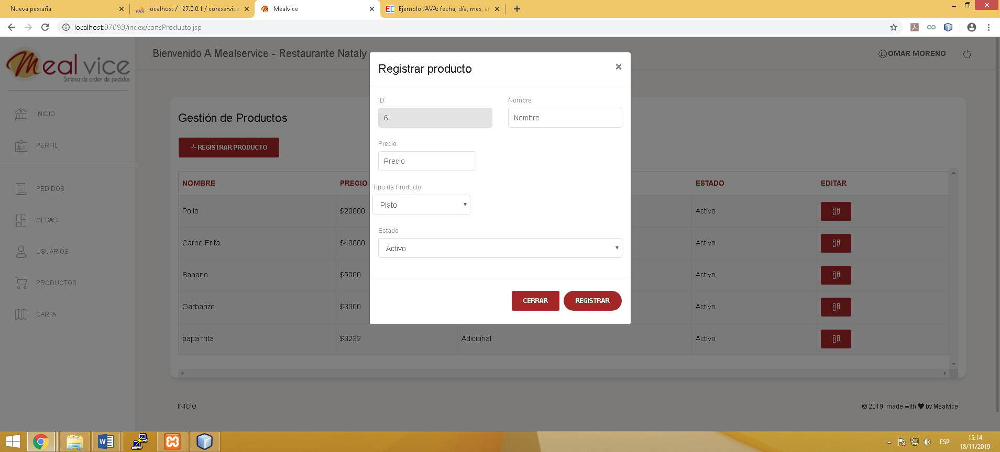 Nueva pestaña
localhost / 127.0.0.1 / coreservice
Mealvice
Ejemplo JAVA: fecha, día, mes, añ
localhost:37093/index/consProducto.jsp
Mealvice
Sistema de orden de pedidos
INICIO
PERFIL
PEDIDOS
MESAS
USUARIOS
PRODUCTOS
CARTA
Bienvenido A Mealservice - Restaurante Nataly
OMAR MORENO
Gestión de Productos
REGISTRAR PRODUCTO
NOMBRE PRECIO ESTADO EDITAR
Pollo $20000 Activo
Carne Frita $40000 Activo
Banano $5000 Activo
Garbanzo $3000 Activo
papa frita $3232 Adicional Activo
Registrar producto
×
ID Nombre
6 Nombre
Precio
Precio
Tipo de Producto
Plato
Estado
Activo
CERRAR REGISTRAR
INICIO
© 2019, made with ♥ by Mealvice
ESP
15:14
18/11/2019